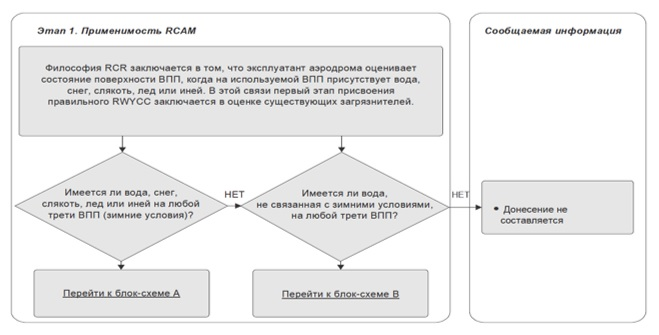 Этап 1. Применимость RCAM
Философия RCR заключается в том, что эксплуатант аэродрома оценивает
состояние поверхности ВПП, когда на используемой ВПП присутствует вода,
снег, слякоть, лед или иней. В этой связи первый этап присвоения
правильного RWYCC заключается в оценке существующих загрязнителей.
Имеется ли вода, снег,
слякоть, лед или иней на любой
трети ВПП (зимние условия)?
НЕТ
Имеется ли вода,
не связанная с зимними условиями,
на любой трети ВПП?
НЕТ
Перейти к блок-схеме A
Перейти к блок-схеме B
Сообщаемая информация
• Донесение не
составляется